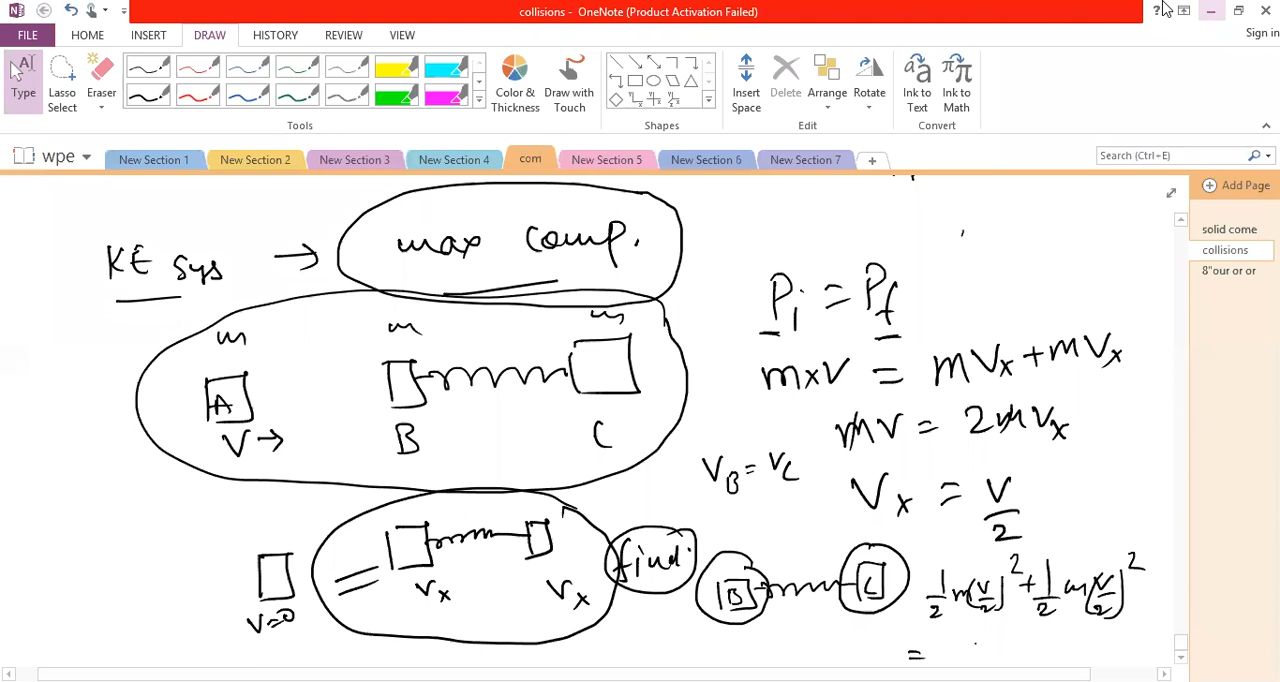 collisions - OneNote (Product Activation Failed)
?
FILE HOME INSERT DRAW HISTORY REVIEW VIEW
Sign in
Type
Lasso Select
Eraser
Color & Thickness
Draw with Touch
Insert Space
Delete
Arrange
Rotate
Ink to Text
Ink to Math
Tools
Shapes
Edit
Convert
wpe
New Section 1
New Section 2
New Section 3
New Section 4
com
New Section 5
New Section 6
New Section 7
Search (Ctrl+E)
Add Page
solid come
collisions
8"our or or
KE sys → max comp.
m m m
A
V→ B C
Pi = Pf
m×V = mVx + mVx
mV = 2mVx
VB = VC
Vx = V/2
V=0
Vx Vx
find
B C
1/2 m(V/2)² + 1/2 m(V/2)²
=